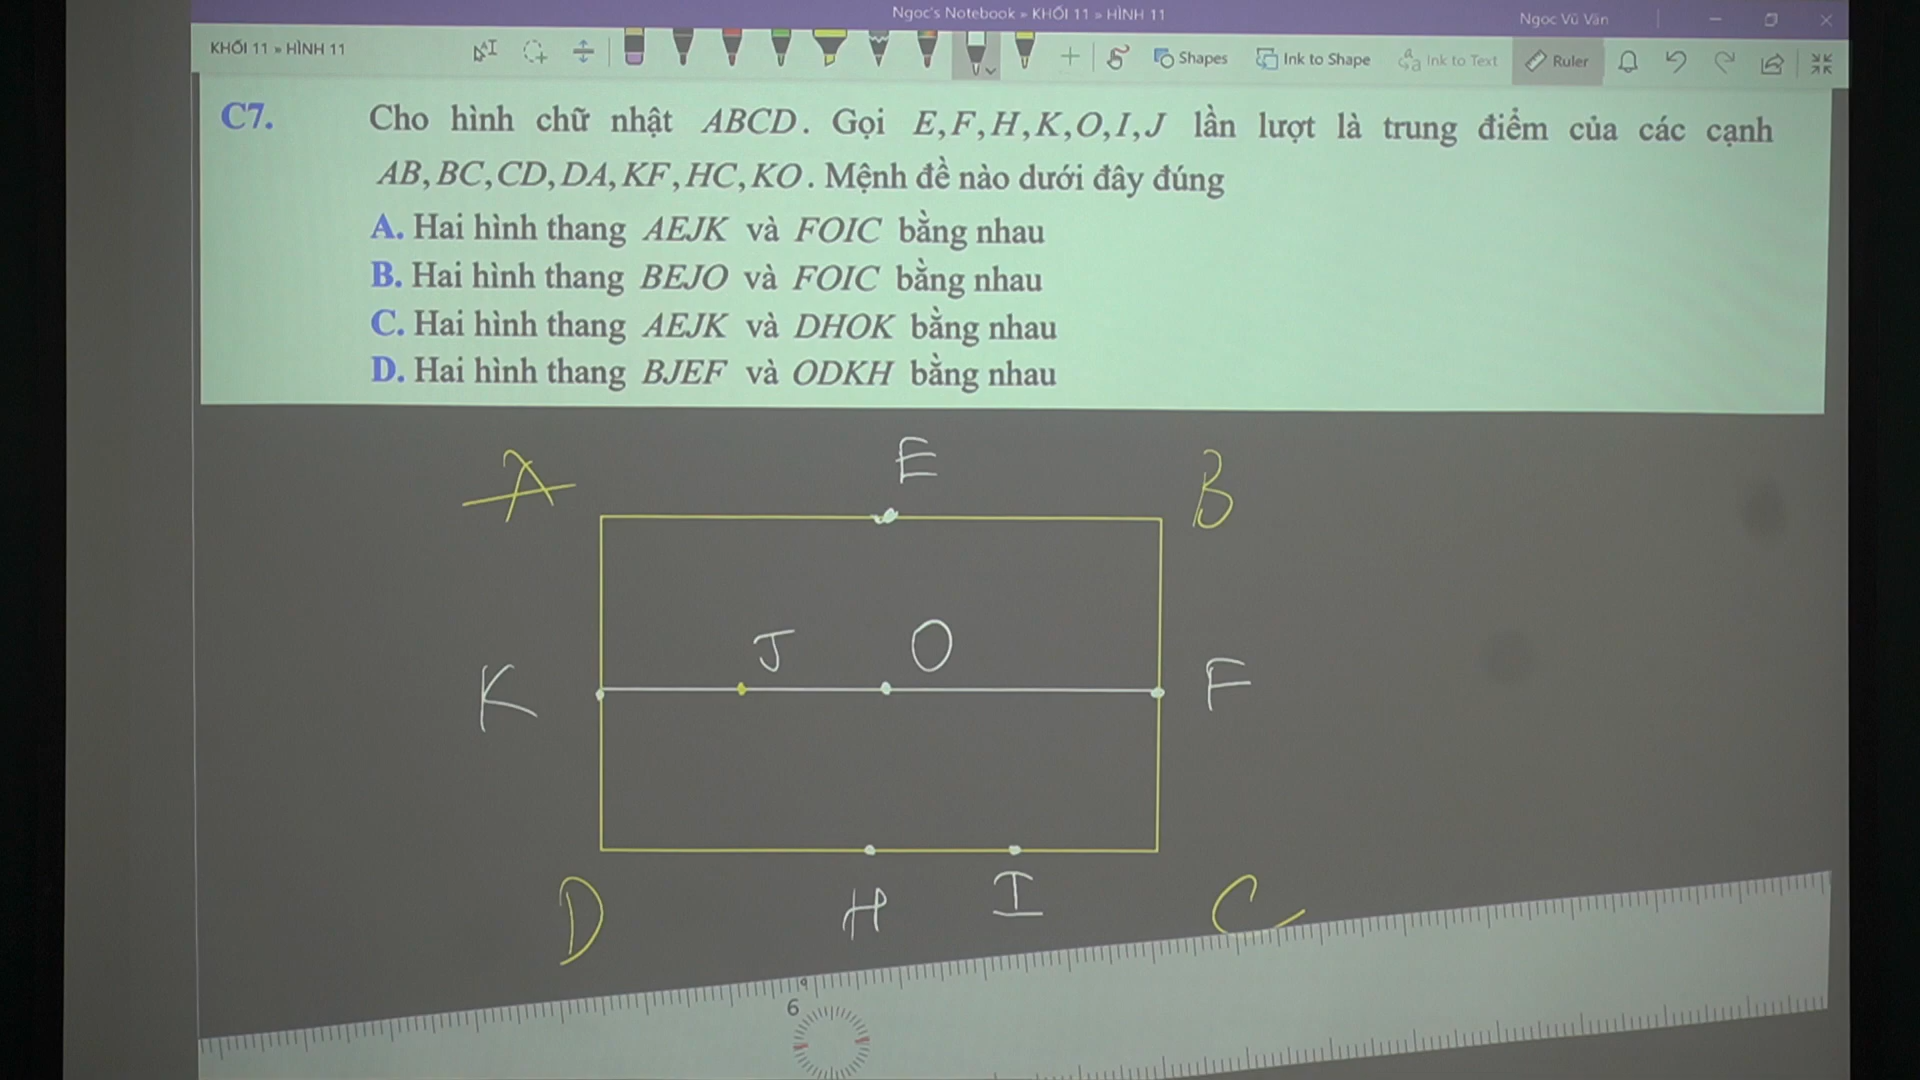 Ngoc's Notebook » KHỐI 11 » HÌNH 11
Ngoc Vũ Văn
KHỐI 11 » HÌNH 11
Shapes
Ink to Shape
Ink to Text
Ruler
C7. Cho hình chữ nhật ABCD. Gọi E,F,H,K,O,I,J lần lượt là trung điểm của các cạnh
AB,BC,CD,DA,KF,HC,KO. Mệnh đề nào dưới đây đúng
A. Hai hình thang AEJK và FOIC bằng nhau
B. Hai hình thang BEJO và FOIC bằng nhau
C. Hai hình thang AEJK và DHOK bằng nhau
D. Hai hình thang BJEF và ODKH bằng nhau
A E B
J O
K F
D H I C
6